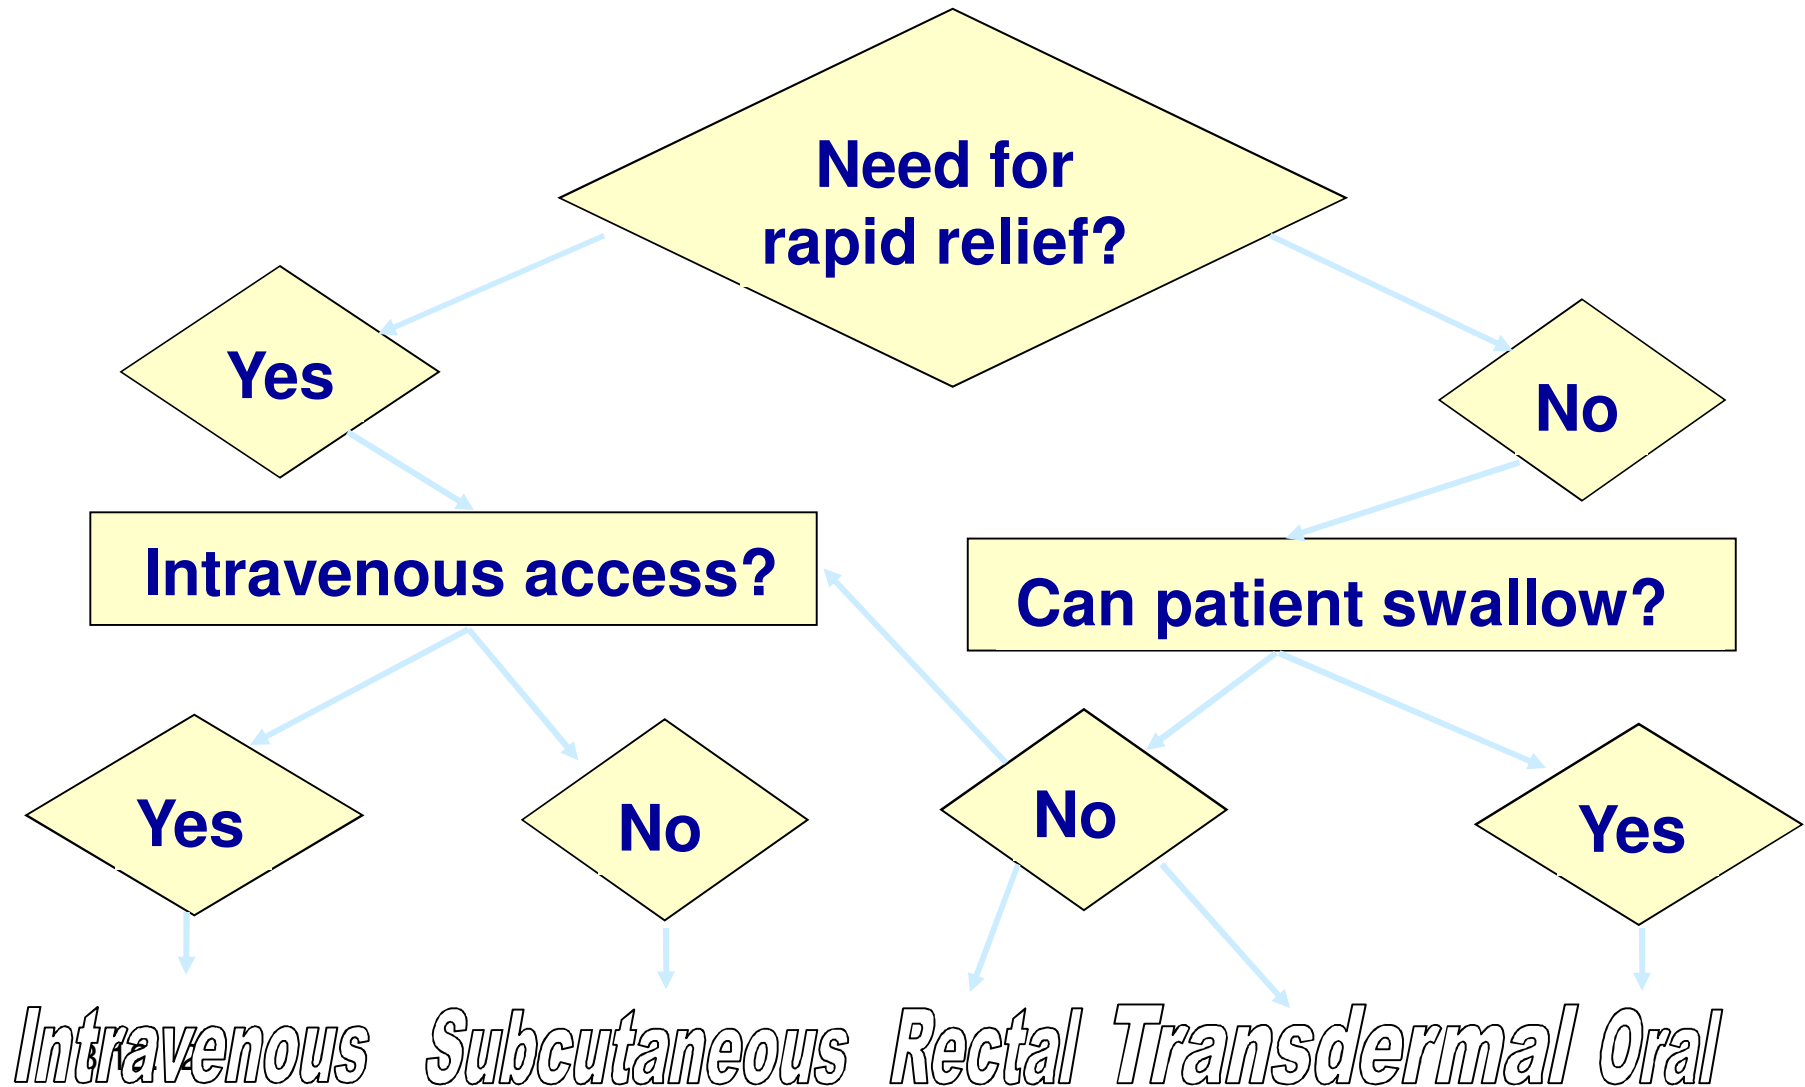 Need for
rapid relief?
Yes
No
Intravenous access?
Can patient swallow?
Yes
No
No
Yes
Intravenous
Subcutaneous
Rectal
Transdermal
Oral